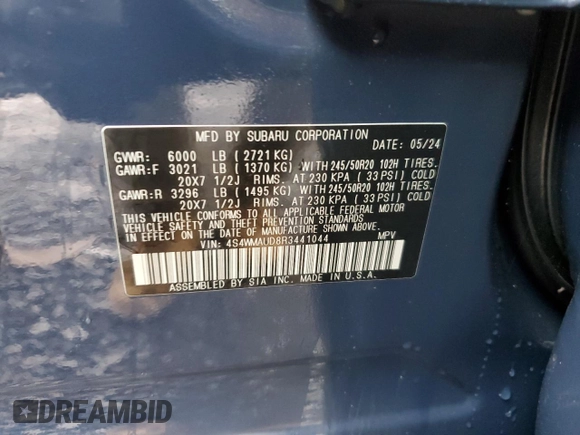 MFD BY SUBARU CORPORATION
DATE: 05/24
GVWR: 6000 LB (2721 KG)
GAWR:F 3021 LB (1370 KG) WITH 245/50R20 102H TIRES.
20X7 1/2J RIMS. AT 230 KPA (33 PSI) COLD
GAWR:R 3296 LB (1495 KG) WITH 245/50R20 102H TIRES.
20X7 1/2J RIMS. AT 230 KPA (33 PSI) COLD
THIS VEHICLE CONFORMS TO ALL APPLICABLE FEDERAL MOTOR
VEHICLE SAFETY AND THEFT PREVENTION STANDARDS
IN EFFECT ON THE DATE OF MANUFACTURE SHOWN ABOVE.
VIN: 4S4WMAUD8R3441044 MPV
ASSEMBLED BY SIA INC. MADE IN U.S.A.
DREAMBID